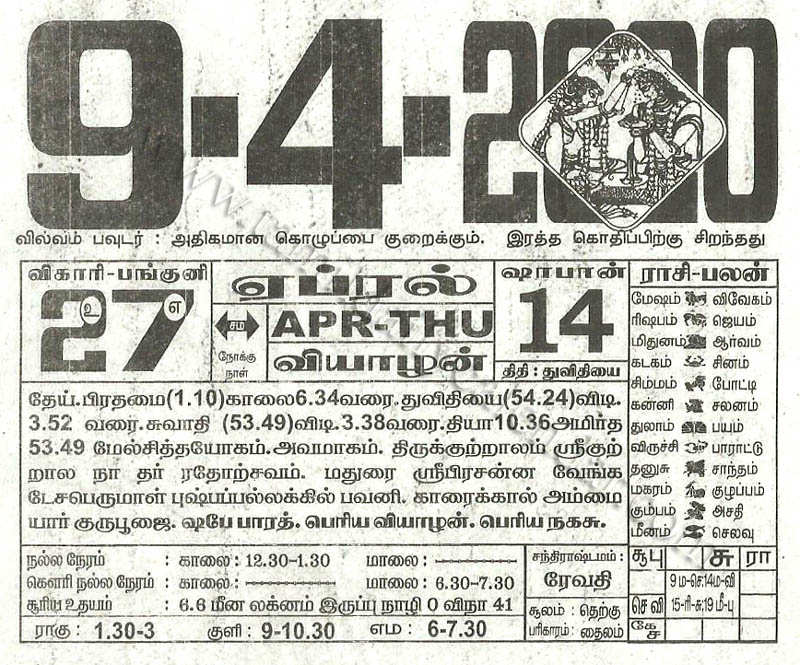 9-4-2020
வில்வம் பவுடர் : அதிகமான கொழுப்பை குறைக்கும். இரத்த கொதிப்பிற்கு சிறந்தது
விகாரி-பங்குனி
27
உ
எ
ஏப்ரல்
சம
நோக்கு
நாள்
APR-THU
வியாழன்
ஷாபான்
14
திதி : துவிதியை
தேய்.பிரதமை(1.10)காலை6.34வரை.துவிதியை(54.24)விடி.
3.52 வரை.சுவாதி (53.49)விடி.3.38வரை.தியா10.36அமிர்த
53.49 மேல்சித்தயோகம்.அவமாகம். திருக்குற்றாலம் ஸ்ரீகுற்
றால நா தர் ரதோற்சவம். மதுரை ஸ்ரீபிரசன்ன வேங்க
டேசபெருமாள் புஷ்பப்பல்லக்கில் பவனி. காரைக்கால் அம்மை
யார் குருபூஜை. ஷபே பாரத். பெரிய வியாழன். பெரிய நகசு.
ராசி-பலன்
மேஷம் விவேகம்
ரிஷபம் ஜெயம்
மிதுனம் ஆர்வம்
கடகம் சினம்
சிம்மம் போட்டி
கன்னி சலனம்
துலாம் பயம்
விருச்சி பாராட்டு
தனுசு சாந்தம்
மகரம் குழப்பம்
கும்பம் அசதி
மீனம் செலவு
நல்ல நேரம் : காலை: 12.30-1.30 மாலை:
கௌரி நல்ல நேரம் : காலை: மாலை: 6.30-7.30
சூரிய உதயம் : 6.6 மீன லக்னம் இருப்பு நாழி 0 விநா 41
ராகு : 1.30-3 குளி : 9-10.30 எம : 6-7.30
சந்திராஷ்டமம் :
ரேவதி
சூலம் : தெற்கு
பரிகாரம் : தைலம்
சூபு சு ரா
9 ம-செ:14ம-வி
செ வி 15-ரி-சு:19 மீ-பு
கே